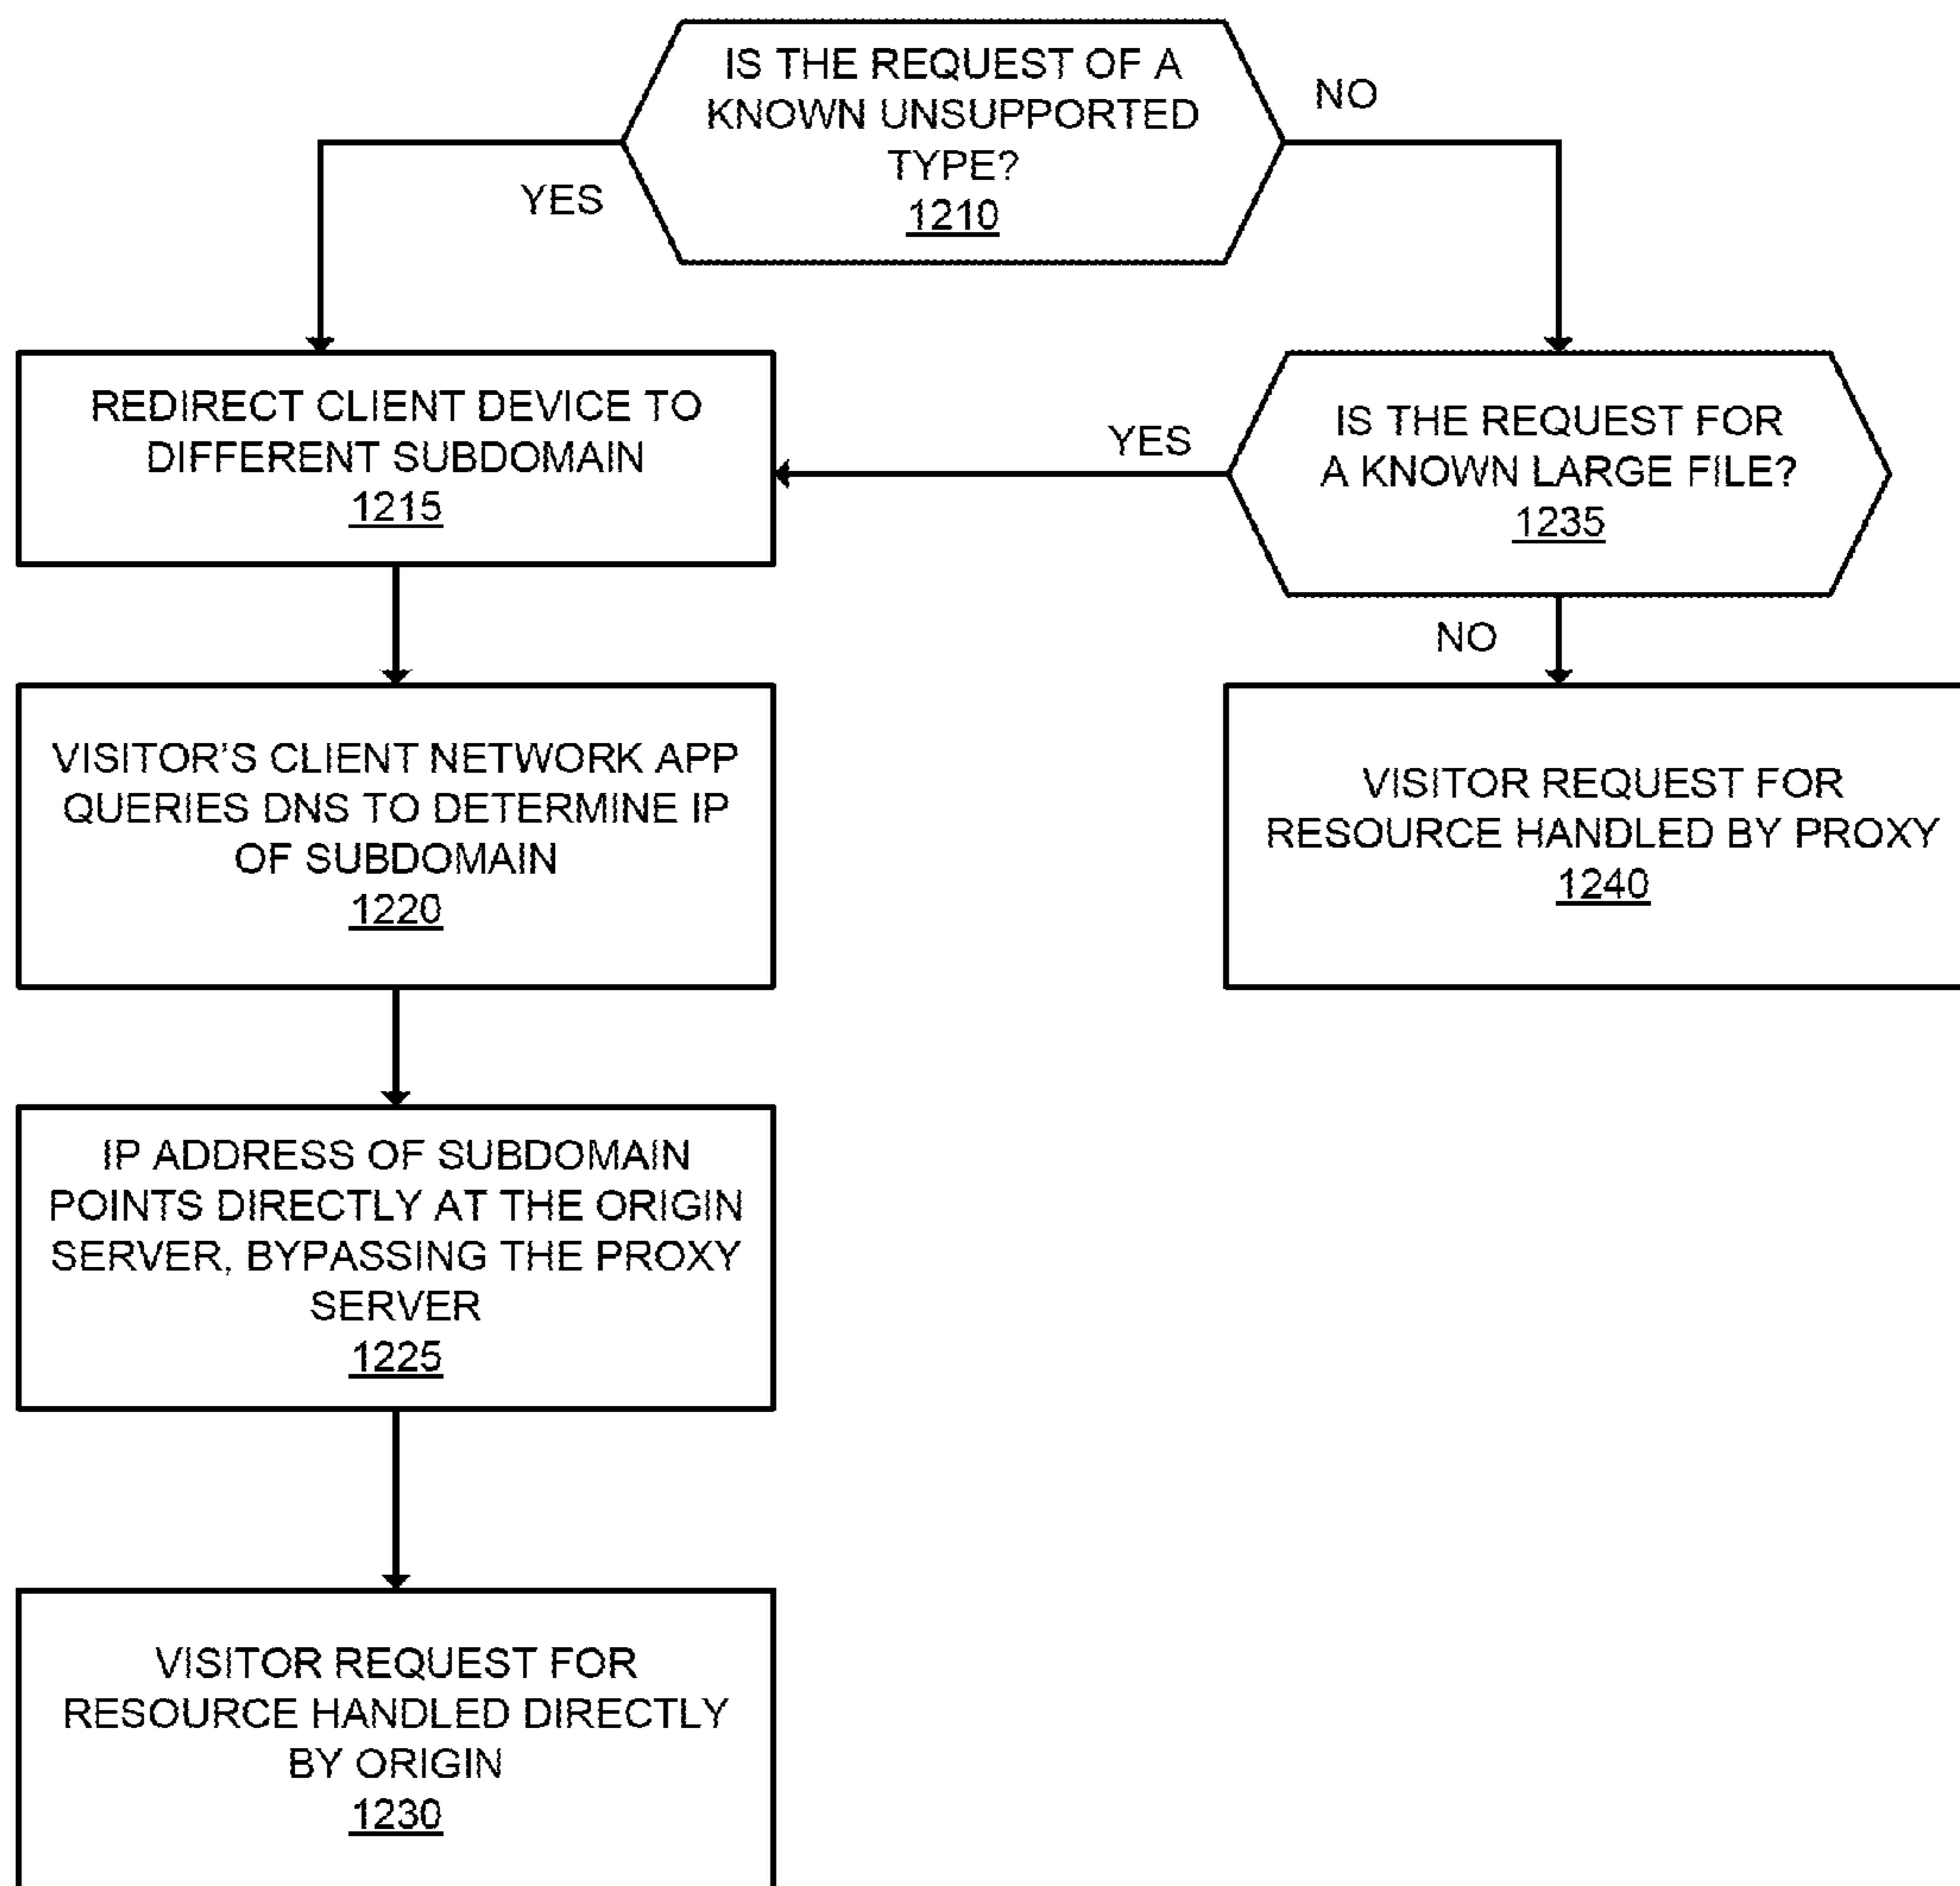 IS THE REQUEST OF A
KNOWN UNSUPPORTED
TYPE?
1210
NO
YES
REDIRECT CLIENT DEVICE TO
DIFFERENT SUBDOMAIN
1215
YES
IS THE REQUEST FOR
A KNOWN LARGE FILE?
1235
NO
VISITOR'S CLIENT NETWORK APP
QUERIES DNS TO DETERMINE IP
OF SUBDOMAIN
1220
VISITOR REQUEST FOR
RESOURCE HANDLED BY PROXY
1240
IP ADDRESS OF SUBDOMAIN
POINTS DIRECTLY AT THE ORIGIN
SERVER, BYPASSING THE PROXY
SERVER
1225
VISITOR REQUEST FOR
RESOURCE HANDLED DIRECTLY
BY ORIGIN
1230